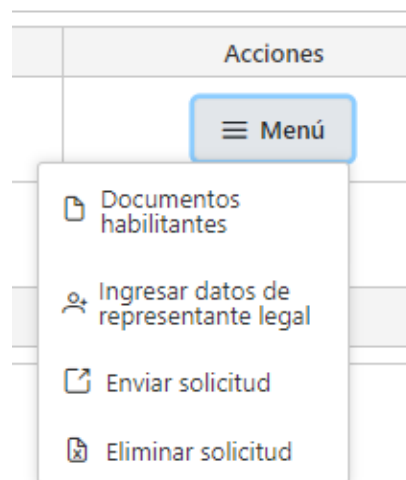 Acciones
Menú
Documentos
habilitantes
Ingresar datos de
representante legal
Enviar solicitud
Eliminar solicitud